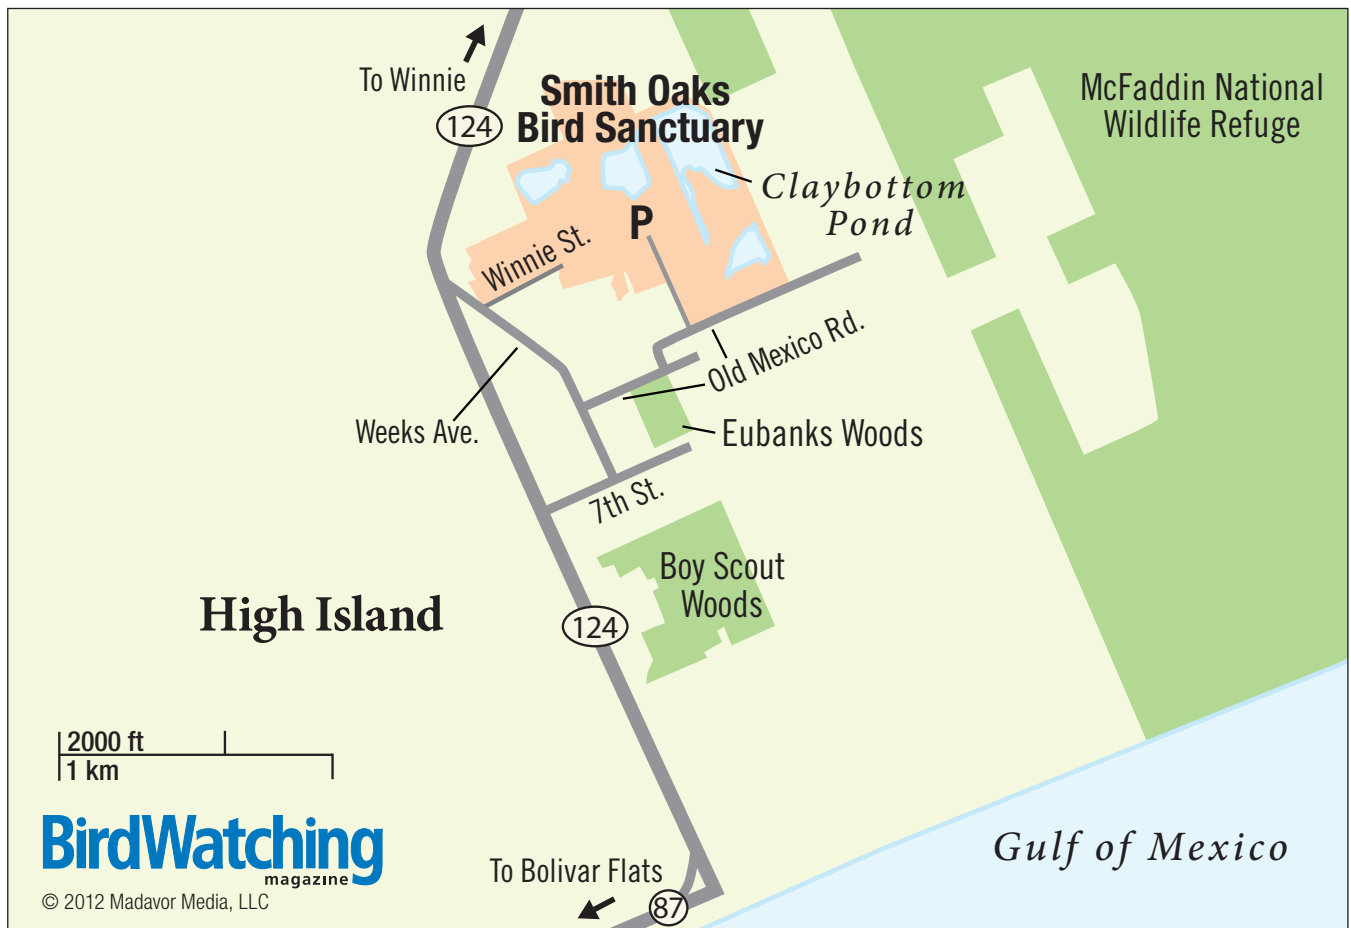 To Winnie
124
Smith Oaks
Bird Sanctuary
McFaddin National
Wildlife Refuge
Claybottom
Pond
P
Winnie St.
Old Mexico Rd.
Weeks Ave.
Eubanks Woods
7th St.
Boy Scout
Woods
High Island
124
2000 ft
1 km
BirdWatching
magazine
© 2012 Madavor Media, LLC
To Bolivar Flats
87
Gulf of Mexico